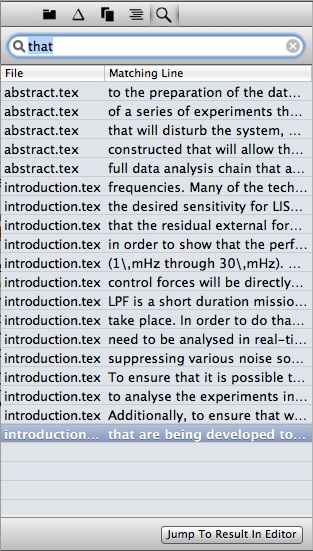 that
File Matching Line
abstract.tex to the preparation of the dat...
abstract.tex of a series of experiments th...
abstract.tex that will disturb the system, ...
abstract.tex constructed that will allow th...
abstract.tex full data analysis chain that a...
introduction.tex frequencies. Many of the tech...
introduction.tex the desired sensitivity for LIS...
introduction.tex that the residual external for...
introduction.tex in order to show that the perf...
introduction.tex (1\,mHz through 30\,mHz). ...
introduction.tex control forces will be directly...
introduction.tex LPF is a short duration missio...
introduction.tex take place. In order to do tha...
introduction.tex need to be analysed in real-ti...
introduction.tex suppressing various noise so...
introduction.tex To ensure that it is possible t...
introduction.tex to analyse the experiments in...
introduction.tex Additionally, to ensure that w...
introduction... that are being developed to...
Jump To Result In Editor